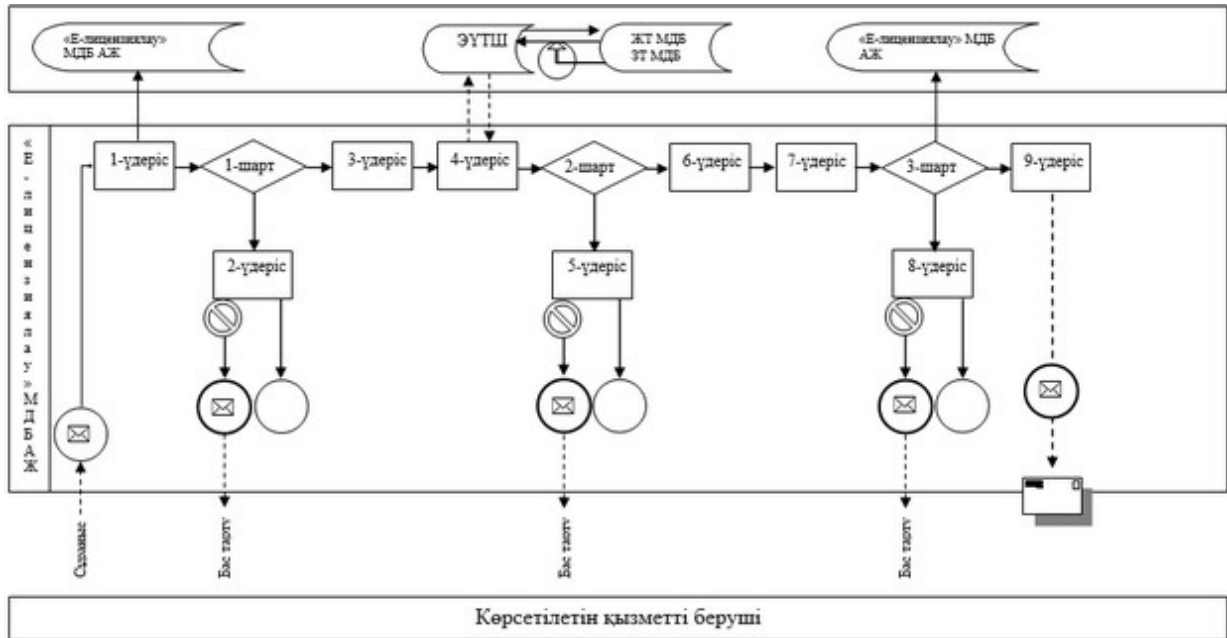 «Е-лицензиялау»
МДБ АЖ
ЭҮТШ
ЖТ МДБ
ЗТ МДБ
«Е-лицензиялау» МДБ
АЖ
«Е-лицензиялау» МДБ АЖ
1-үдеріс
1-шарт
3-үдеріс
4-үдеріс
2-шарт
6-үдеріс
7-үдеріс
3-шарт
9-үдеріс
2-үдеріс
5-үдеріс
8-үдеріс
Сұраныс
Бас тарту
Бас тарту
Бас тарту
Көрсетілетін қызметті беруші